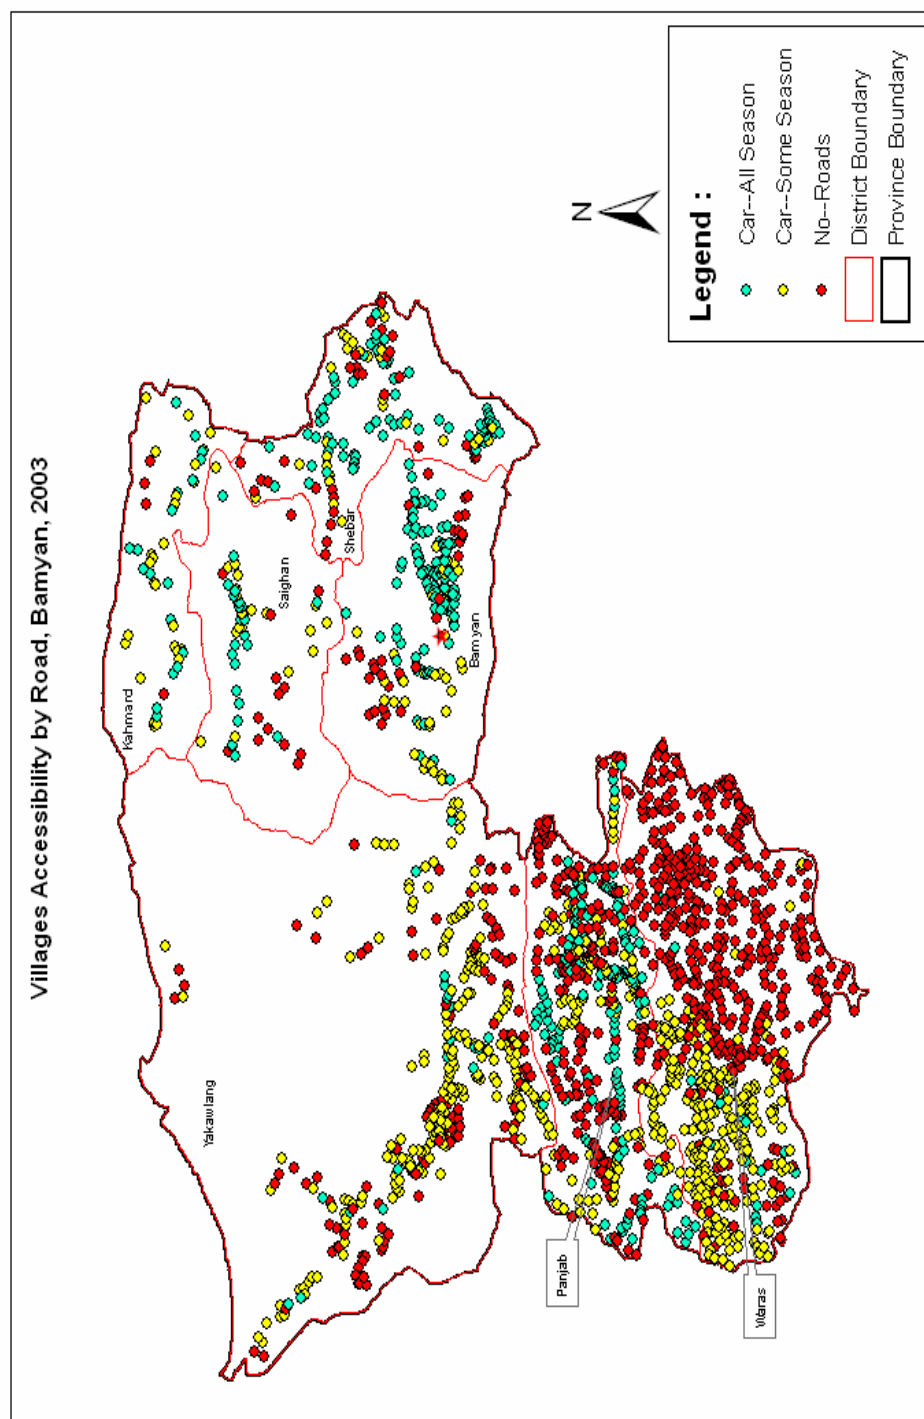 Villages Accessibility by Road, Bamyan, 2003
Kahmard
Saighan
Shebar
Bamyan
Yakawlang
Panjab
Waras
N
Legend :
Car--All Season
Car--Some Season
No--Roads
District Boundary
Province Boundary